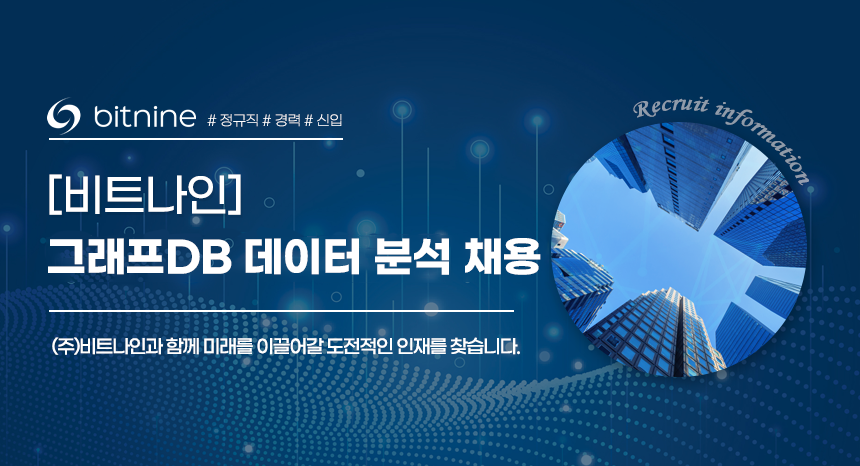 bitnine # 정규직 # 경력 # 신입
Recruit information
[비트나인]
그래프DB 데이터 분석 채용
(주)비트나인과 함께 미래를 이끌어갈 도전적인 인재를 찾습니다.